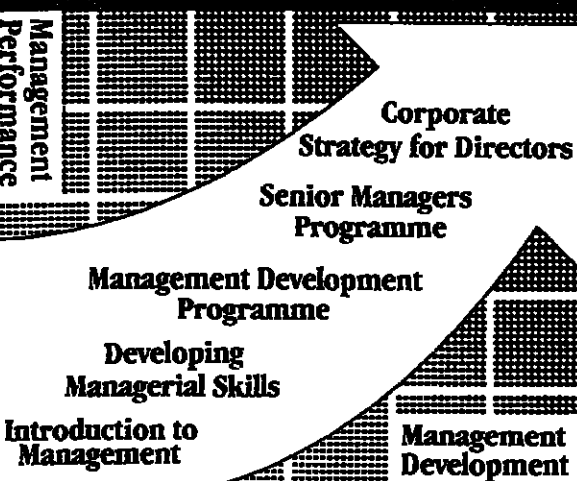 Management
Performance
Corporate
Strategy for Directors
Senior Managers
Programme
Management Development
Programme
Developing
Managerial Skills
Introduction to
Management
Management
Development